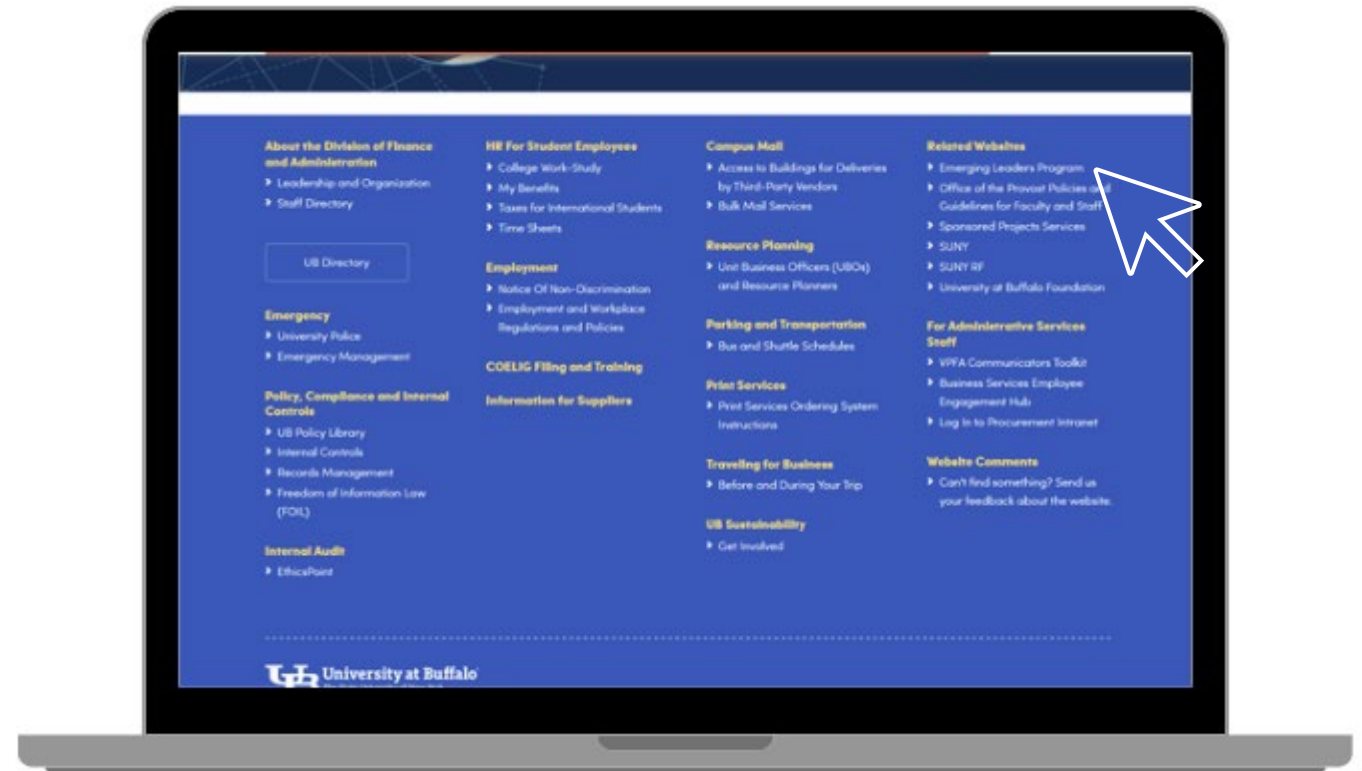 About the Division of Finance
and Administration
Leadership and Organization
Staff Directory
UB Directory
Emergency
University Police
Emergency Management
Policy, Compliance and Internal
Controls
UB Policy Library
Internal Controls
Records Management
Freedom of Information Law
(FOIL)
Internal Audit
EthicsPoint
HR For Student Employees
College Work-Study
My Benefits
Taxes for International Students
Time Sheets
Employment
Notice Of Non-Discrimination
Employment and Workplace
Regulations and Policies
COELIG Filing and Training
Information for Suppliers
Campus Mail
Access to Buildings for Deliveries
by Third-Party Vendors
Bulk Mail Services
Resource Planning
Unit Business Officers (UBOs)
and Resource Planners
Parking and Transportation
Bus and Shuttle Schedules
Print Services
Print Services Ordering System
Instructions
Traveling for Business
Before and During Your Trip
UB Sustainability
Get Involved
Related Websites
Emerging Leaders Program
Office of the Provost Policies and
Guidelines for Faculty and Staff
Sponsored Projects Services
SUNY
SUNY RF
University at Buffalo Foundation
For Administrative Services
Staff
VPFA Communicators Toolkit
Business Services Employee
Engagement Hub
Log In to Procurement Intranet
Website Comments
Can't find something? Send us
your feedback about the website.
UB University at Buffalo